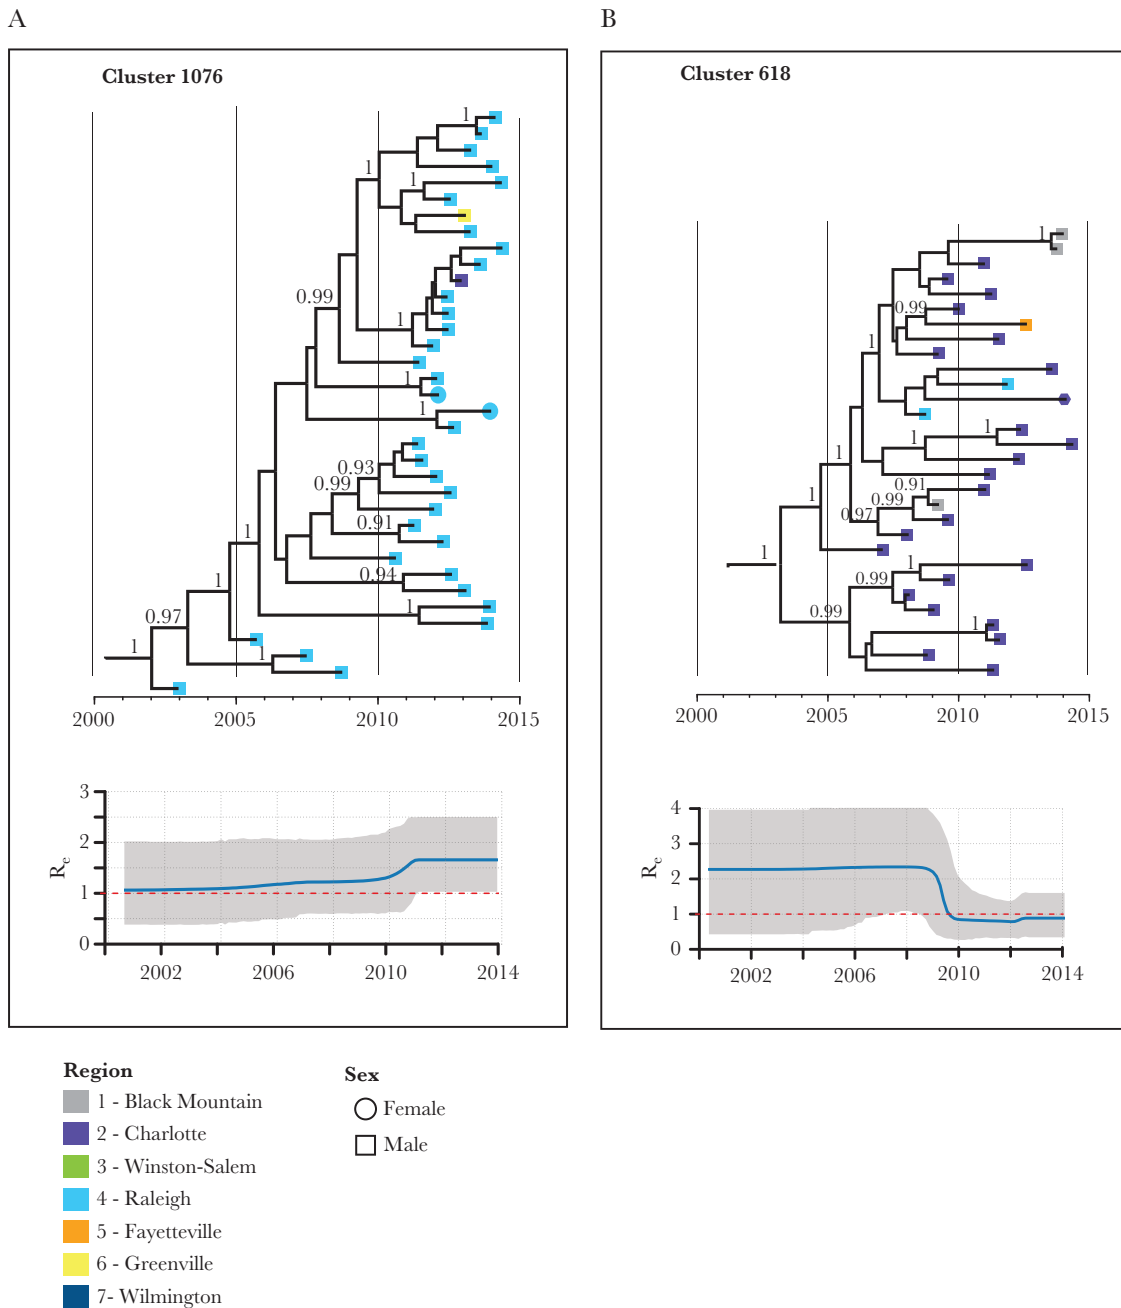 A
B
Cluster 1076
Cluster 618
1
1
1
0.99
1
1
1
0.93
0.99
0.91
0.94
1
1
1
0.97
1
1
2000 2005 2010 2015
1
0.99
1
1
1
1
0.91
0.99
0.97
1
1
0.99
0.99
1
2000 2005 2010 2015
3
2
1
0
Re
2002 2006 2010 2014
4
3
2
1
0
Re
2002 2006 2010 2014
Region
1 - Black Mountain
2 - Charlotte
3 - Winston-Salem
4 - Raleigh
5 - Fayetteville
6 - Greenville
7- Wilmington
Sex
Female
Male